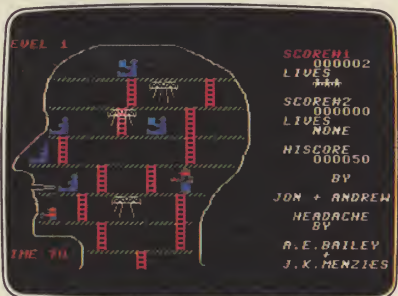 EVEL 1
SCORE#1
000002
LIVES
SCORE#2
000000
LIVES
NONE
HISCORE
000050
BY
JON + ANDREW
HEADACHE
BY
A.E.BAILEY
+
J.K.MENZIES
IME